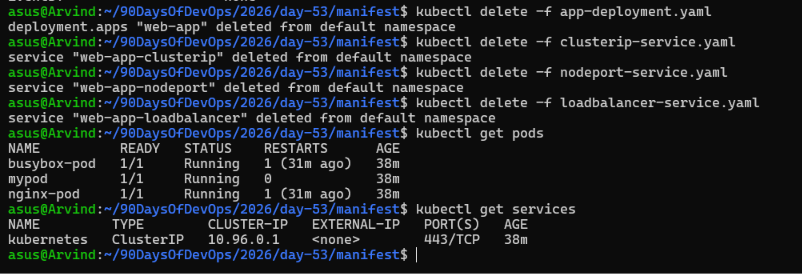 asus@Arvind:~/90DaysOfDevOps/2026/day-53/manifest$ kubectl delete -f app-deployment.yaml
deployment.apps "web-app" deleted from default namespace
asus@Arvind:~/90DaysOfDevOps/2026/day-53/manifest$ kubectl delete -f clusterip-service.yaml
service "web-app-clusterip" deleted from default namespace
asus@Arvind:~/90DaysOfDevOps/2026/day-53/manifest$ kubectl delete -f nodeport-service.yaml
service "web-app-nodeport" deleted from default namespace
asus@Arvind:~/90DaysOfDevOps/2026/day-53/manifest$ kubectl delete -f loadbalancer-service.yaml
service "web-app-loadbalancer" deleted from default namespace
asus@Arvind:~/90DaysOfDevOps/2026/day-53/manifest$ kubectl get pods
NAME          READY   STATUS    RESTARTS      AGE
busybox-pod   1/1     Running   1 (31m ago)   38m
mypod         1/1     Running   0             38m
nginx-pod     1/1     Running   1 (31m ago)   38m
asus@Arvind:~/90DaysOfDevOps/2026/day-53/manifest$ kubectl get services
NAME         TYPE        CLUSTER-IP   EXTERNAL-IP   PORT(S)   AGE
kubernetes   ClusterIP   10.96.0.1    <none>        443/TCP   38m
asus@Arvind:~/90DaysOfDevOps/2026/day-53/manifest$